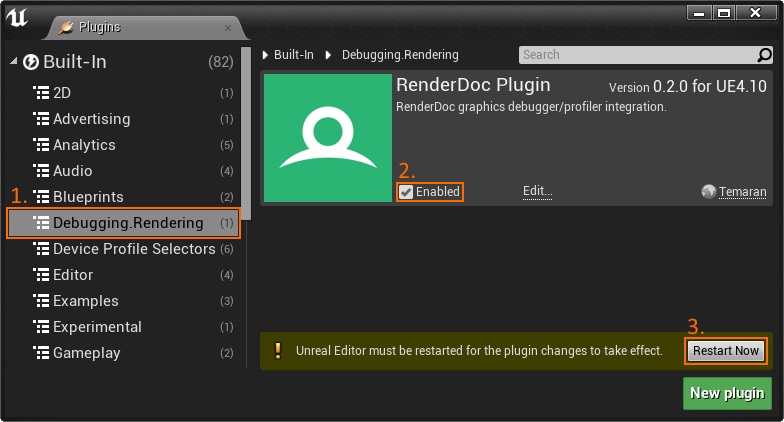 Plugins
Built-In (82)
Built-In Debugging.Rendering
Search
2D (1)
Advertising (1)
Analytics (5)
Audio (4)
1. Blueprints (2)
Debugging.Rendering (1)
Device Profile Selectors (6)
Editor (4)
Examples (3)
Experimental (1)
Gameplay (2)
RenderDoc Plugin Version 0.2.0 for UE4.10
RenderDoc graphics debugger/profiler integration.
2.
Enabled Edit... Temaran
3.
Unreal Editor must be restarted for the plugin changes to take effect. Restart Now
New plugin